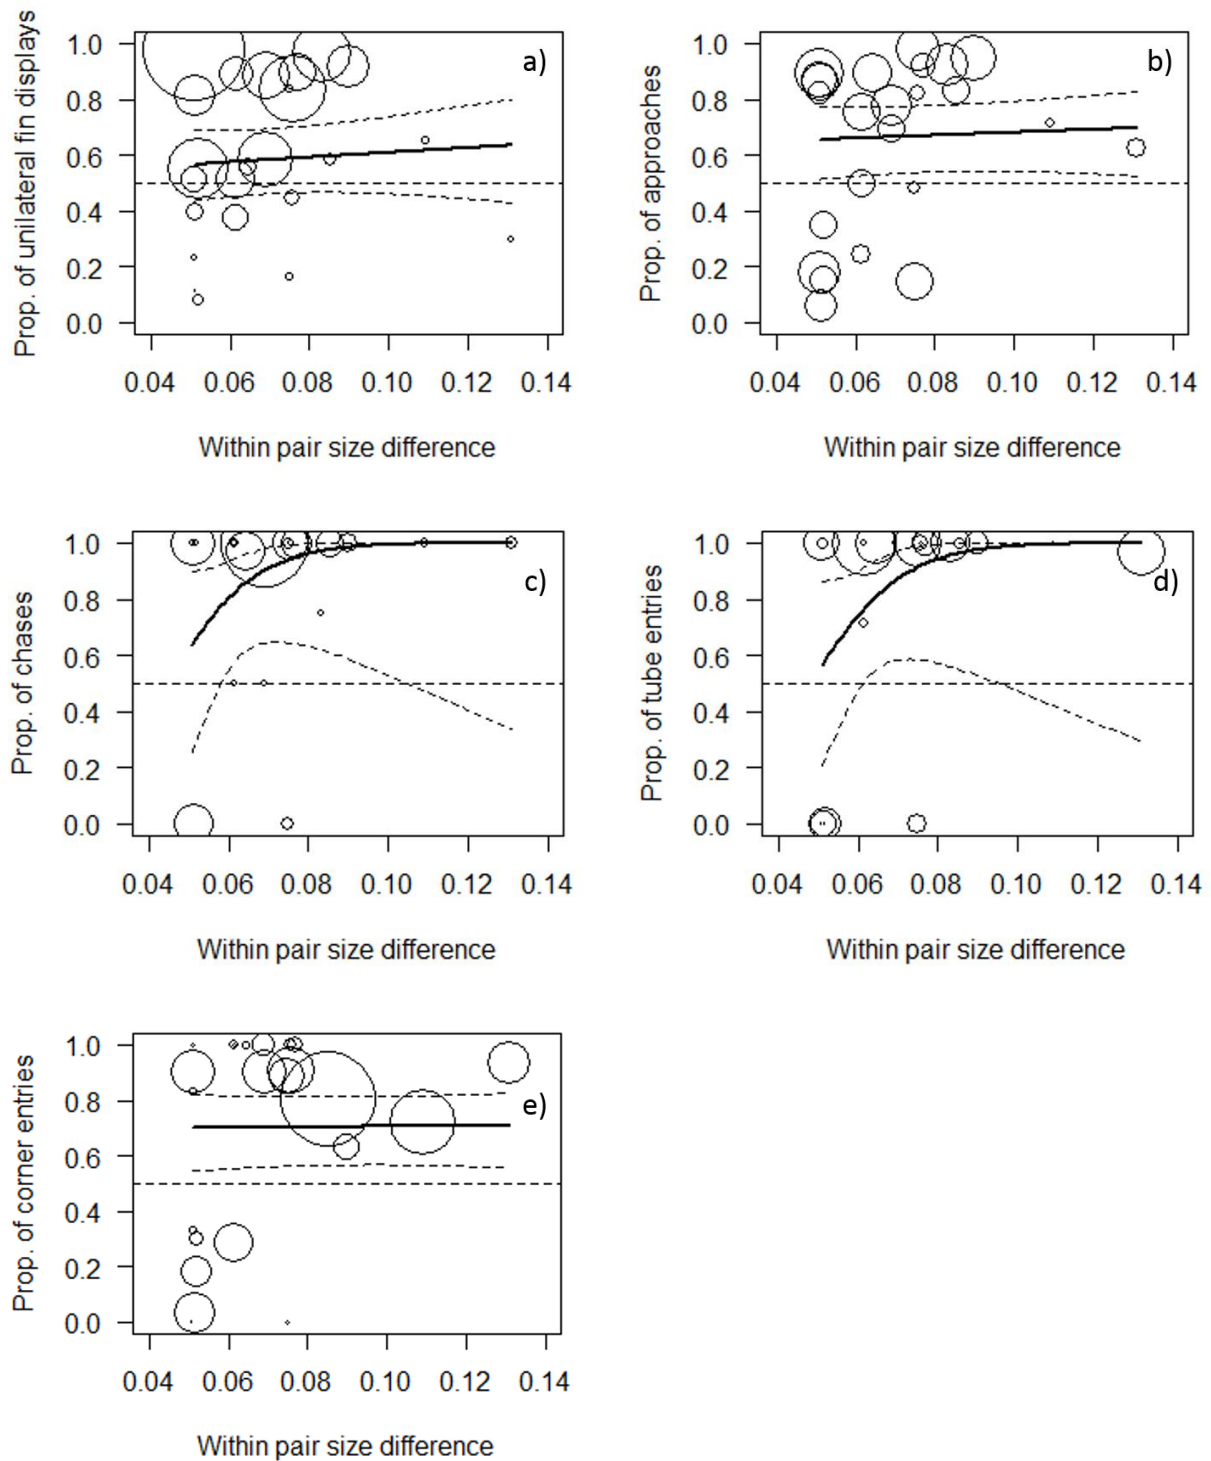 Prop. of unilateral fin displays
1.0
0.8
0.6
0.4
0.2
0.0
a)
0.04 0.06 0.08 0.10 0.12 0.14
Within pair size difference
Prop. of approaches
1.0
0.8
0.6
0.4
0.2
0.0
b)
0.04 0.06 0.08 0.10 0.12 0.14
Within pair size difference
Prop. of chases
1.0
0.8
0.6
0.4
0.2
0.0
c)
0.04 0.06 0.08 0.10 0.12 0.14
Within pair size difference
Prop. of tube entries
1.0
0.8
0.6
0.4
0.2
0.0
d)
0.04 0.06 0.08 0.10 0.12 0.14
Within pair size difference
Prop. of corner entries
1.0
0.8
0.6
0.4
0.2
0.0
e)
0.04 0.06 0.08 0.10 0.12 0.14
Within pair size difference